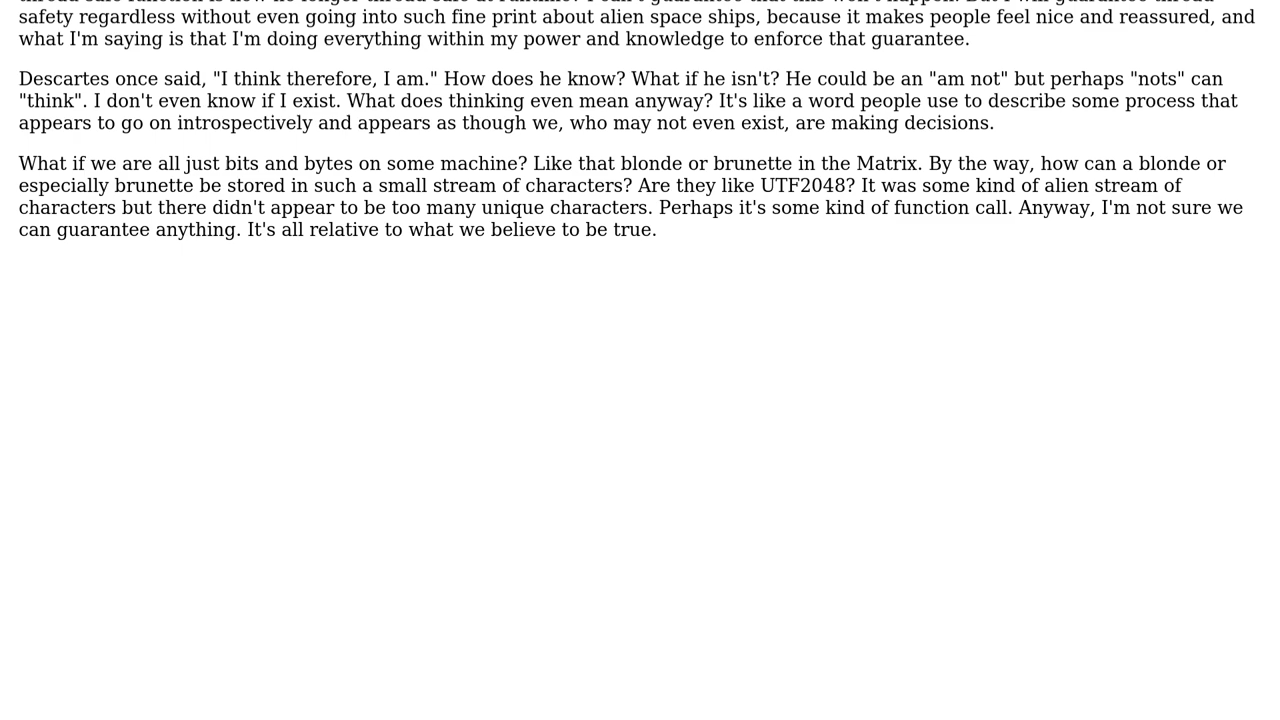 safety regardless without even going into such fine print about alien space ships, because it makes people feel nice and reassured, and
what I'm saying is that I'm doing everything within my power and knowledge to enforce that guarantee.
Descartes once said, "I think therefore, I am." How does he know? What if he isn't? He could be an "am not" but perhaps "nots" can
"think". I don't even know if I exist. What does thinking even mean anyway? It's like a word people use to describe some process that
appears to go on introspectively and appears as though we, who may not even exist, are making decisions.
What if we are all just bits and bytes on some machine? Like that blonde or brunette in the Matrix. By the way, how can a blonde or
especially brunette be stored in such a small stream of characters? Are they like UTF2048? It was some kind of alien stream of
characters but there didn't appear to be too many unique characters. Perhaps it's some kind of function call. Anyway, I'm not sure we
can guarantee anything. It's all relative to what we believe to be true.